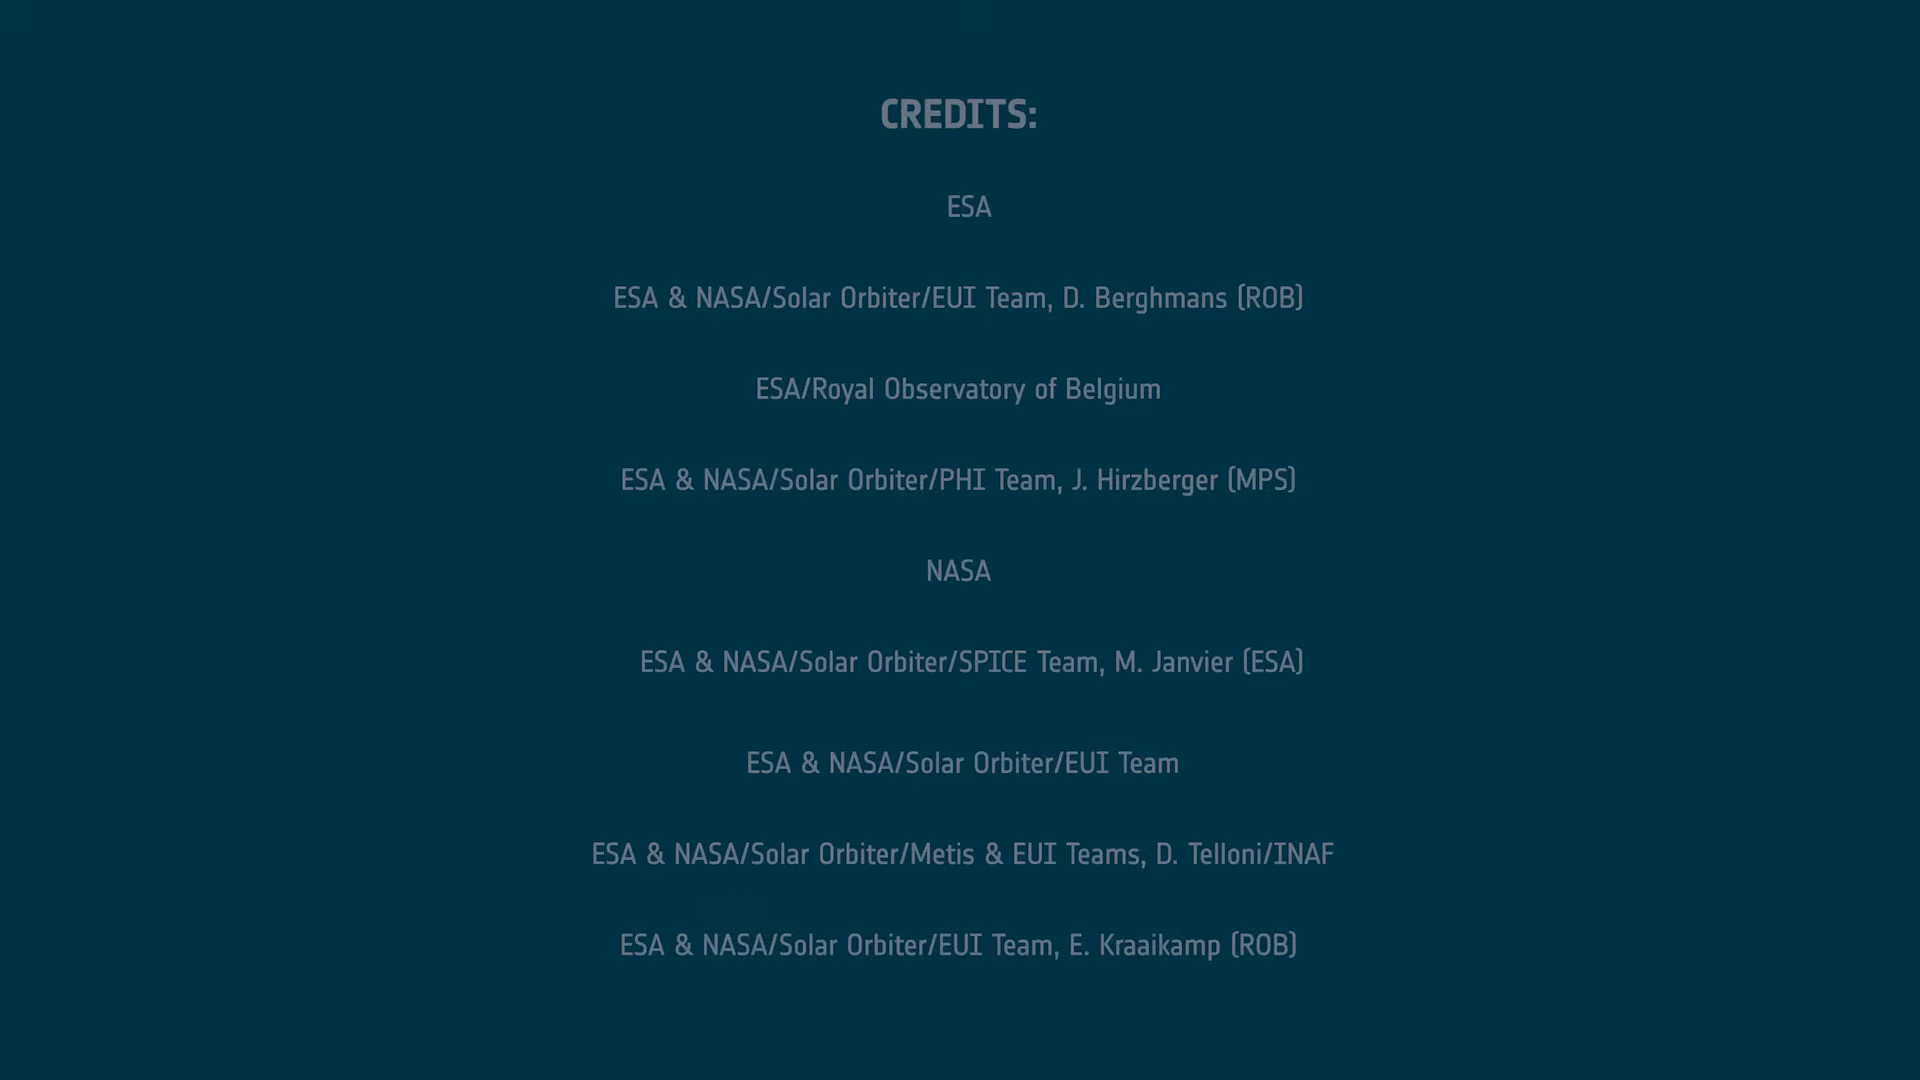 CREDITS:
ESA
ESA & NASA/Solar Orbiter/EUI Team, D. Berghmans (ROB)
ESA/Royal Observatory of Belgium
ESA & NASA/Solar Orbiter/PHI Team, J. Hirzberger (MPS)
NASA
ESA & NASA/Solar Orbiter/SPICE Team, M. Janvier (ESA)
ESA & NASA/Solar Orbiter/EUI Team
ESA & NASA/Solar Orbiter/Metis & EUI Teams, D. Telloni/INAF
ESA & NASA/Solar Orbiter/EUI Team, E. Kraaikamp (ROB)